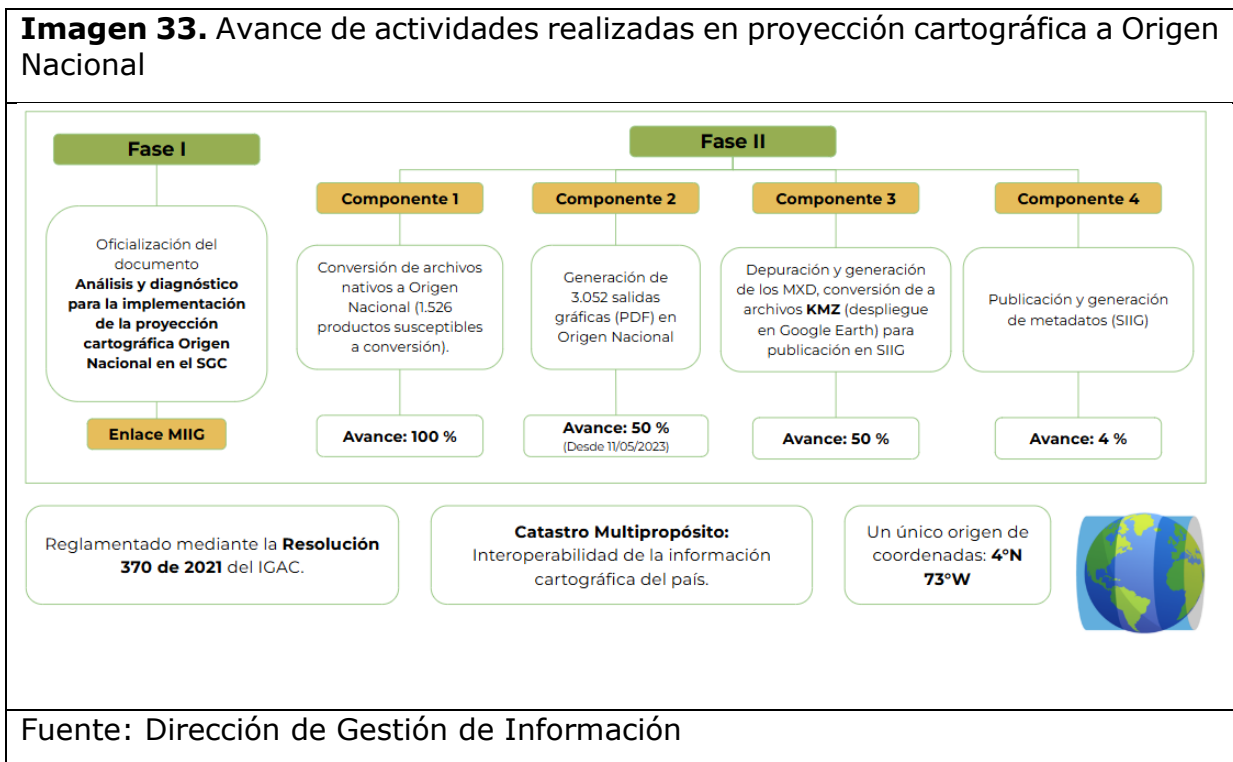 Imagen 33. Avance de actividades realizadas en proyección cartográfica a Origen
Nacional
Fase I
Oficialización del
documento
Análisis y diagnóstico
para la implementación
de la proyección
cartográfica Origen
Nacional en el SGC
Enlace MIIG
Fase II
Componente 1
Conversión de archivos
nativos a Origen
Nacional (1.526
productos susceptibles
a conversión).
Avance: 100 %
Componente 2
Generación de
3.052 salidas
gráficas (PDF) en
Origen Nacional
Avance: 50 %
(Desde 11/05/2023)
Componente 3
Depuración y generación
de los MXD, conversión de a
archivos KMZ (despliegue
en Google Earth) para
publicación en SIIG
Avance: 50 %
Componente 4
Publicación y generación
de metadatos (SIIG)
Avance: 4 %
Reglamentado mediante la Resolución
370 de 2021 del IGAC.
Catastro Multipropósito:
Interoperabilidad de la información
cartográfica del país.
Un único origen de
coordenadas: 4°N
73°W
Fuente: Dirección de Gestión de Información